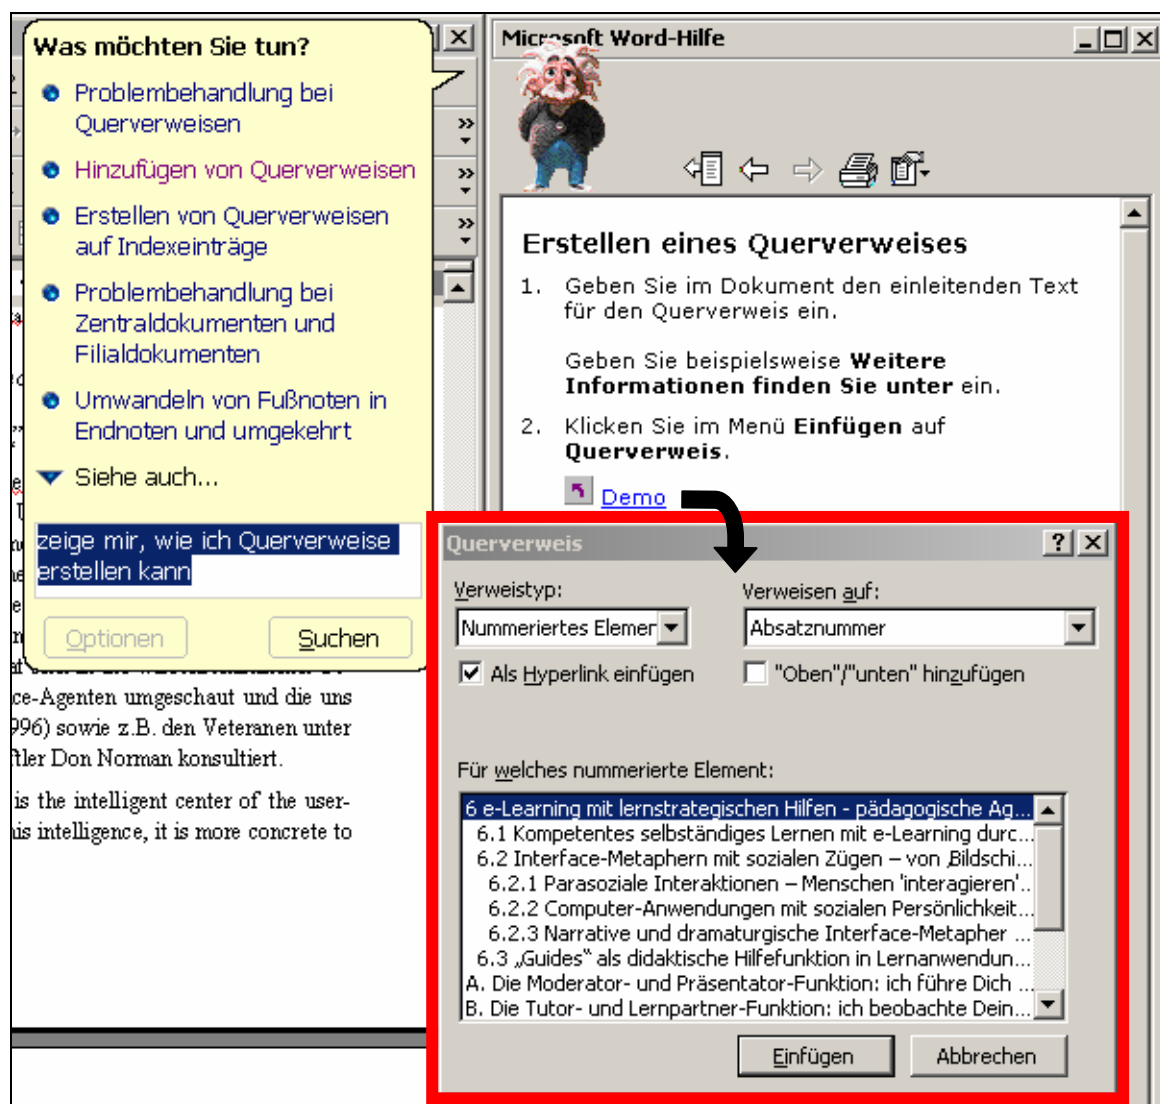 Was möchten Sie tun?
Problembehandlung bei
Querverweisen
Hinzufügen von Querverweisen
Erstellen von Querverweisen
auf Indexeinträge
Problembehandlung bei
Zentraldokumenten und
Filialdokumenten
Umwandeln von Fußnoten in
Endnoten und umgekehrt
Siehe auch...
zeige mir, wie ich Querverweise
erstellen kann
Optionen
Suchen
ce-Agenten umgeschaut und die uns
996) sowie z.B. den Veteranen unter
ftler Don Norman konsultiert.
is the intelligent center of the user-
his intelligence, it is more concrete to
Microsoft Word-Hilfe
Erstellen eines Querverweises
1. Geben Sie im Dokument den einleitenden Text
für den Querverweis ein.
Geben Sie beispielsweise Weitere
Informationen finden Sie unter ein.
2. Klicken Sie im Menü Einfügen auf
Querverweis.
Demo
Querverweis
Verweistyp:
Verweisen auf:
Nummeriertes Elemer
Absatznummer
Als Hyperlink einfügen
"Oben"/"unten" hinzufügen
Für welches nummerierte Element:
6 e-Learning mit lernstrategischen Hilfen - pädagogische Ag...
6.1 Kompetentes selbständiges Lernen mit e-Learning durc...
6.2 Interface-Metaphern mit sozialen Zügen – von ‚Bildschi...
6.2.1 Parasoziale Interaktionen – Menschen 'interagieren'..
6.2.2 Computer-Anwendungen mit sozialen Persönlichkeit...
6.2.3 Narrative und dramaturgische Interface-Metapher ...
6.3 „Guides“ als didaktische Hilfefunktion in Lernanwendun...
A. Die Moderator- und Präsentator-Funktion: ich führe Dich ...
B. Die Tutor- und Lernpartner-Funktion: ich beobachte Dein...
Einfügen
Abbrechen